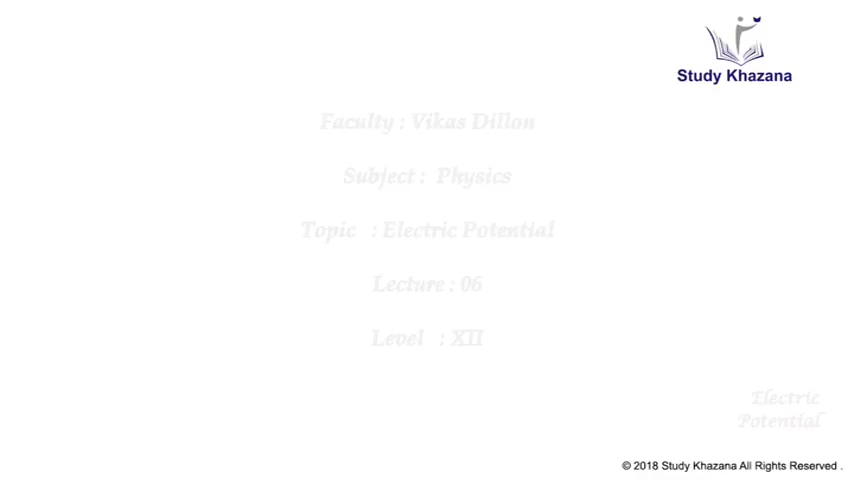 Study Khazana
Faculty : Vikas Dillon
Subject : Physics
Topic : Electric Potential
Lecture : 06
Level : XII
Electric
Potential
© 2018 Study Khazana All Rights Reserved .